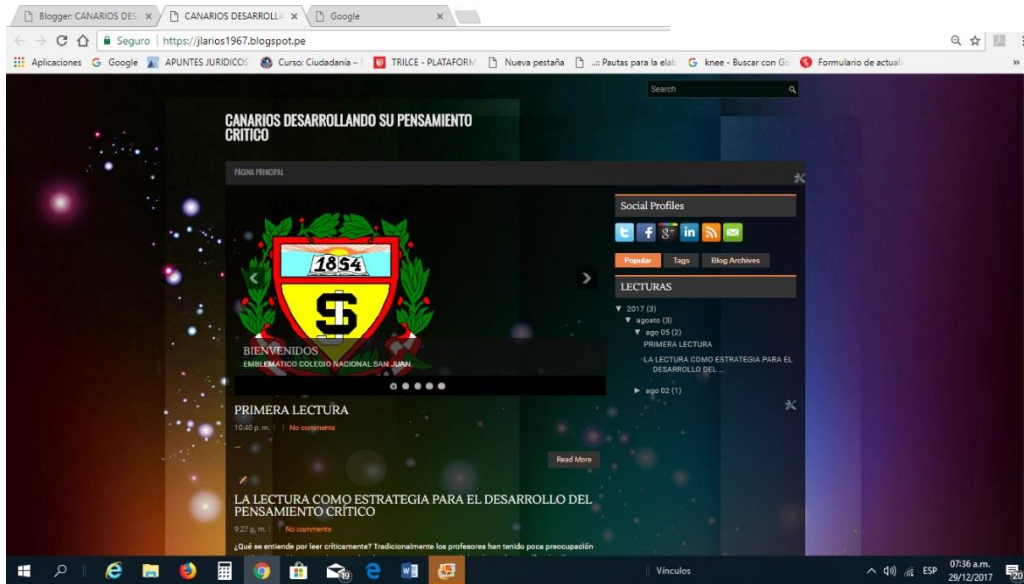 Blogger: CANARIOS DES
CANARIOS DESARROLLA
Google
Seguro
https://jlarios1967.blogspot.pe
Aplicaciones
Google
APUNTES JURIDICOS
Curso: Ciudadanía –
TRILCE - PLATAFORM
Nueva pestaña
..:: Pautas para la elab
knee - Buscar con Go
Formulario de actual
»
Search
CANARIOS DESARROLLANDO SU PENSAMIENTO
CRITICO
PÁGINA PRINCIPAL
1854
SJ
BIENVENIDOS
EMBLEMATICO COLEGIO NACIONAL SAN JUAN.
Social Profiles
Popular
Tags
Blog Archives
LECTURAS
▼ 2017 (3)
▼ agosto (3)
▼ ago 05 (2)
PRIMERA LECTURA
LA LECTURA COMO ESTRATEGIA PARA EL
DESARROLLO DEL ...
► ago 02 (1)
PRIMERA LECTURA
10:40 p. m. | | No comments
...
Read More
LA LECTURA COMO ESTRATEGIA PARA EL DESARROLLO DEL
PENSAMIENTO CRÍTICO
9:27 p. m. | | No comments
¿Qué se entiende por leer críticamente? Tradicionalmente los profesores han tenido poca preocupación
Vínculos
ESP
07:36 a.m.
29/12/2017
19
20